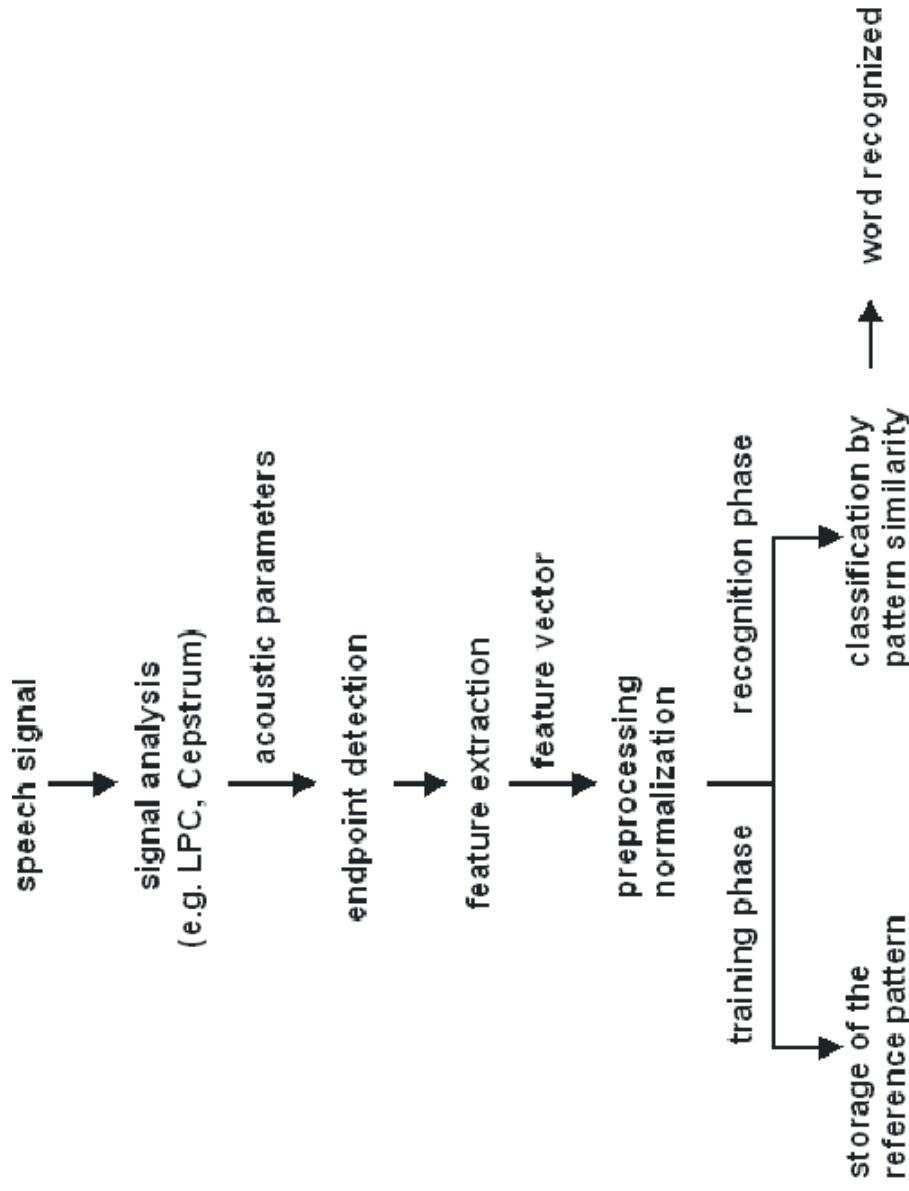 speech signal
signal analysis
(e.g. LPC, Cepstrum)
acoustic parameters
endpoint detection
feature extraction
feature vector
preprocessing
normalization
training phase
recognition phase
storage of the
reference pattern
classification by
pattern similarity
word recognized